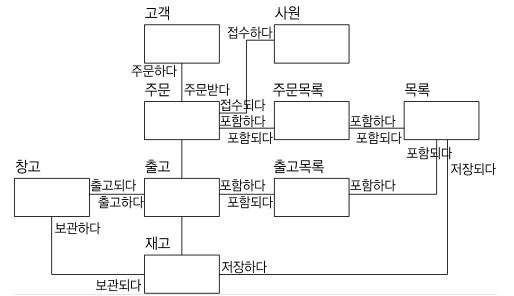 고객
사원
접수하다
주문하다
주문받다
주문
주문목록
목록
접수되다
포함하다
포함하다
포함되다
포함되다
포함되다
창고
출고
출고목록
저장되다
출고되다
포함하다
포함하다
출고하다
포함되다
보관하다
재고
저장하다
보관되다